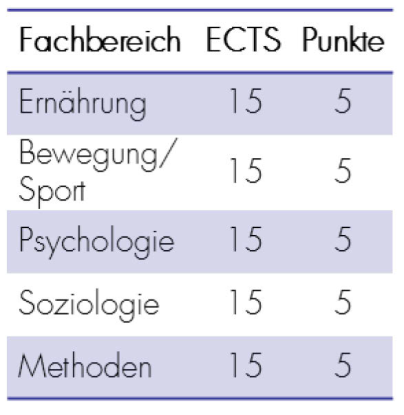 Fachbereich ECTS Punkte
Ernährung 15 5
Bewegung/
Sport 15 5
Psychologie 15 5
Soziologie 15 5
Methoden 15 5